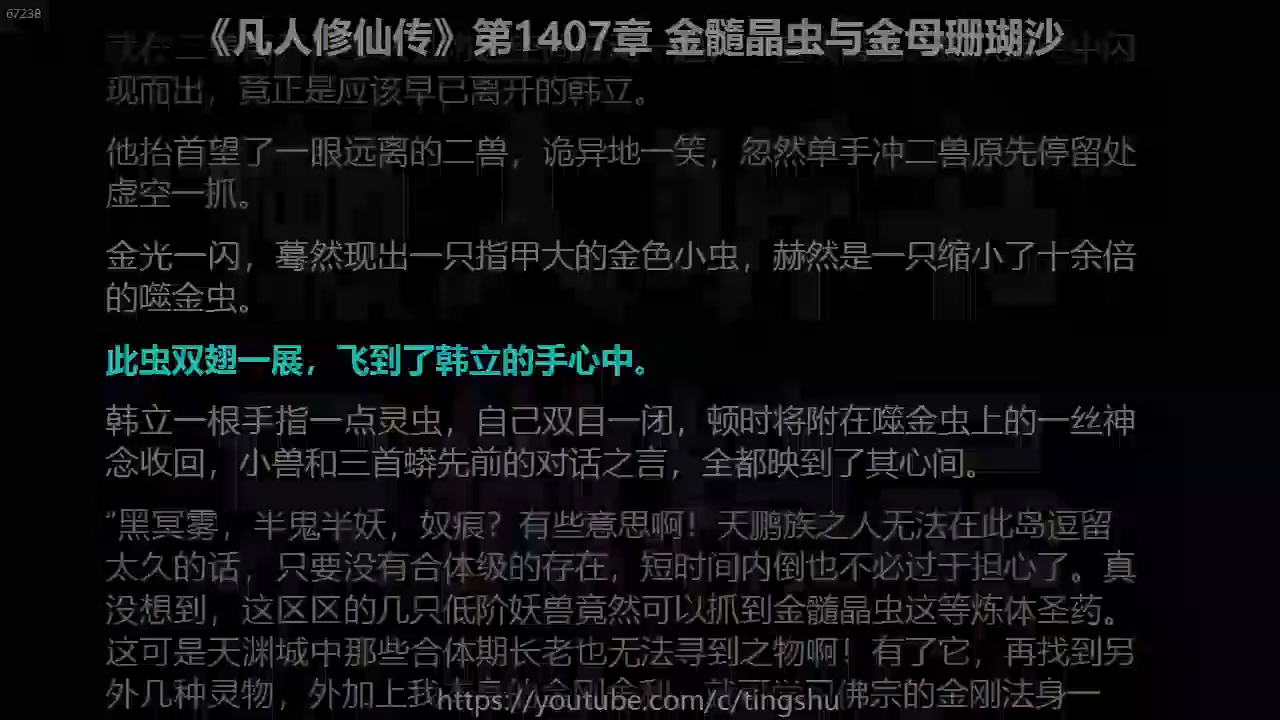 67238
《凡人修仙传》第1407章 金髓晶虫与金母珊瑚沙
现而出，竟正是应该早已离开的韩立。
他抬首望了一眼远离的二兽，诡异地一笑，忽然单手冲二兽原先停留处
虚空一抓。
金光一闪，蓦然现出一只指甲大的金色小虫，赫然是一只缩小了十余倍
的噬金虫。
此虫双翅一展，飞到了韩立的手心中。
韩立一根手指一点灵虫，自己双目一闭，顿时将附在噬金虫上的一丝神
念收回，小兽和三首蟒先前的对话之言，全都映到了其心间。
“黑冥雾，半鬼半妖，奴痕？有些意思啊！天鹏族之人无法在此岛逗留
太久的话，只要没有合体级的存在，短时间内倒也不必过于担心了。真
没想到，这区区的几只低阶妖兽竟然可以抓到金髓晶虫这等炼体圣药。
这可是天渊城中那些合体期长老也无法寻到之物啊！有了它，再找到另
外几种灵物，外加上我 佛宗的金刚法身一
https://youtube.com/c/tingshu